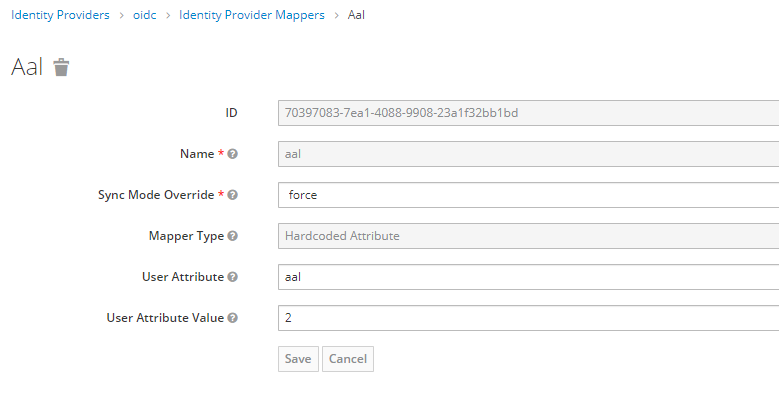 Identity Providers > oidc > Identity Provider Mappers > Aal
Aal
ID 70397083-7ea1-4088-9908-23a1f32bb1bd
Name * aal
Sync Mode Override * force
Mapper Type Hardcoded Attribute
User Attribute aal
User Attribute Value 2
Save Cancel